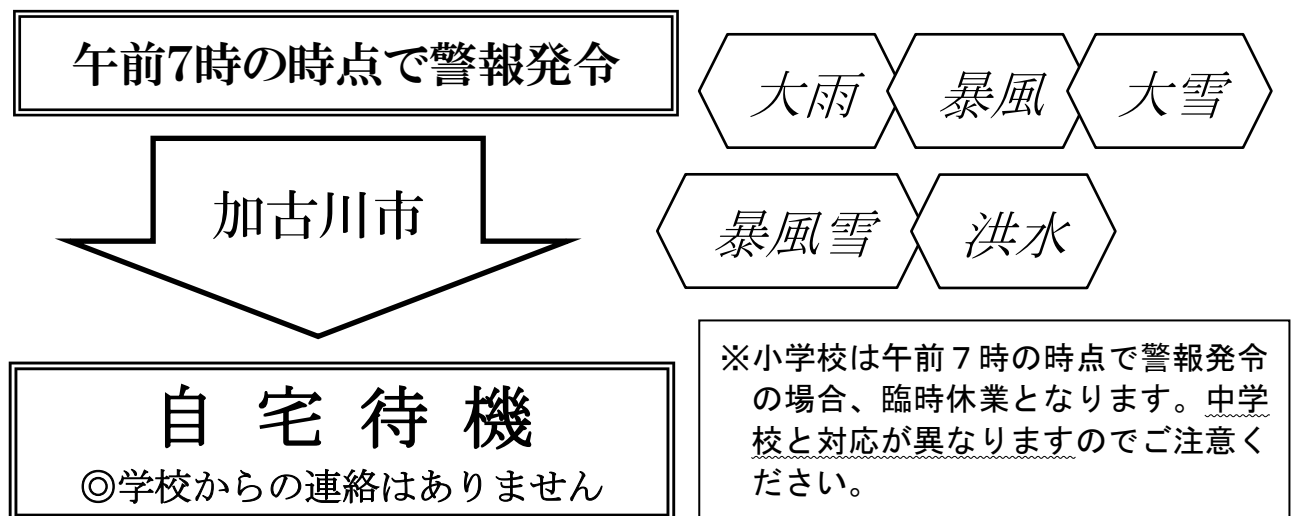 午前7時の時点で警報発令
大雨
暴風
大雪
加古川市
暴風雪
洪水
自宅待機
◎学校からの連絡はありません
※小学校は午前７時の時点で警報発令
の場合、臨時休業となります。中学
校と対応が異なりますのでご注意く
ださい。